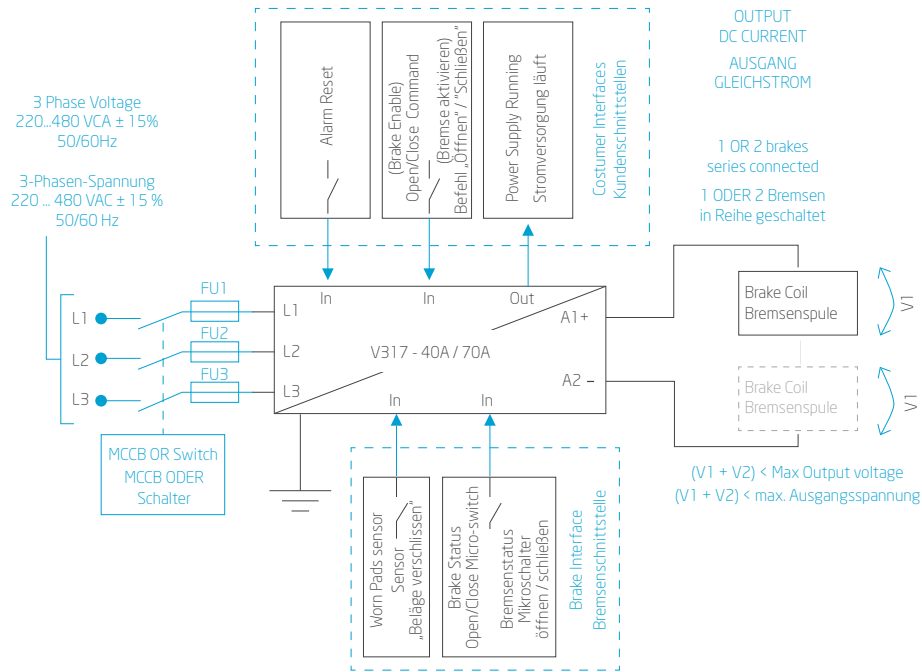 3 Phase Voltage
220...480 VCA ± 15%
50/60Hz
3-Phasen-Spannung
220 ... 480 VAC ± 15 %
50/60 Hz
Alarm Reset
(Brake Enable)
Open/Close Command
(Bremse aktivieren)
Befehl „Öffnen“ / “Schließen”
Power Supply Running
Stromversorgung läuft
Costumer Interfaces
Kundenschnittstellen
OUTPUT
DC CURRENT
AUSGANG
GLEICHSTROM
1 OR 2 brakes
series connected
1 ODER 2 Bremsen
in Reihe geschaltet
L1
L2
L3
FU1
FU2
FU3
MCCB OR Switch
MCCB ODER
Schalter
In
In
Out
L1
L2
L3
V317 - 40A / 70A
A1+
A2 -
In
In
Brake Coil
Bremsenspule
V1
Brake Coil
Bremsenspule
V1
(V1 + V2) < Max Output voltage
(V1 + V2) < max. Ausgangsspannung
Worn Pads sensor
Sensor
„Beläge verschlissen“
Brake Status
Open/Close Micro-switch
Bremsenstatus
Mikroschalter
öffnen / schließen
Brake Interface
Bremsenschnittstelle